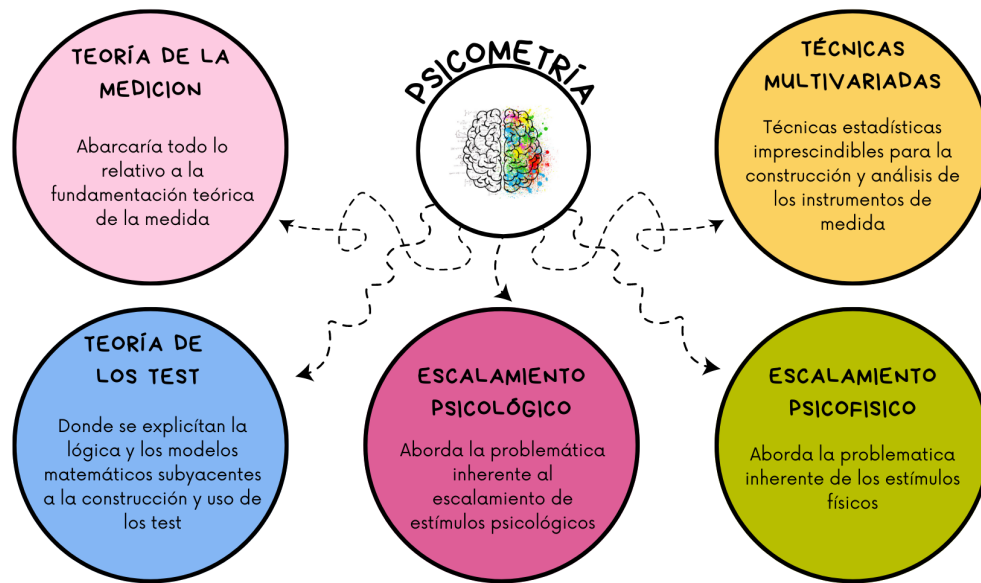 TEORÍA DE LA
MEDICION
Abarcaría todo lo
relativo a la
fundamentación teórica
de la medida
PSICOMETRÍA
TÉCNICAS
MULTIVARIADAS
Técnicas estadísticas
imprescindibles para la
construcción y análisis de
los instrumentos de
medida
TEORÍA DE
LOS TEST
Donde se explicítan la
lógica y los modelos
matemáticos subyacentes
a la construcción y uso de
los test
ESCALAMIENTO
PSICOLÓGICO
Aborda la problemática
inherente al
escalamiento de
estímulos psicológicos
ESCALAMIENTO
PSICOFISICO
Aborda la problematica
inherente de los estímulos
físicos